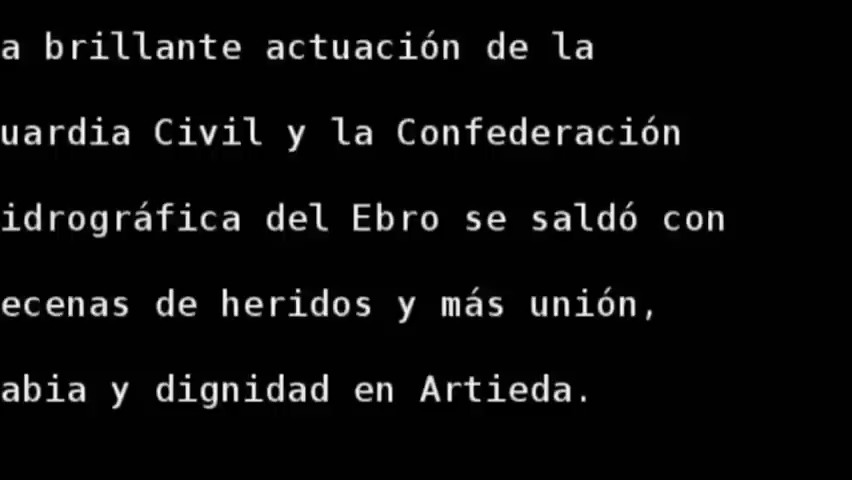 a brillante actuación de la
uardia Civil y la Confederación
idrográfica del Ebro se saldó con
ecenas de heridos y más unión,
abia y dignidad en Artieda.